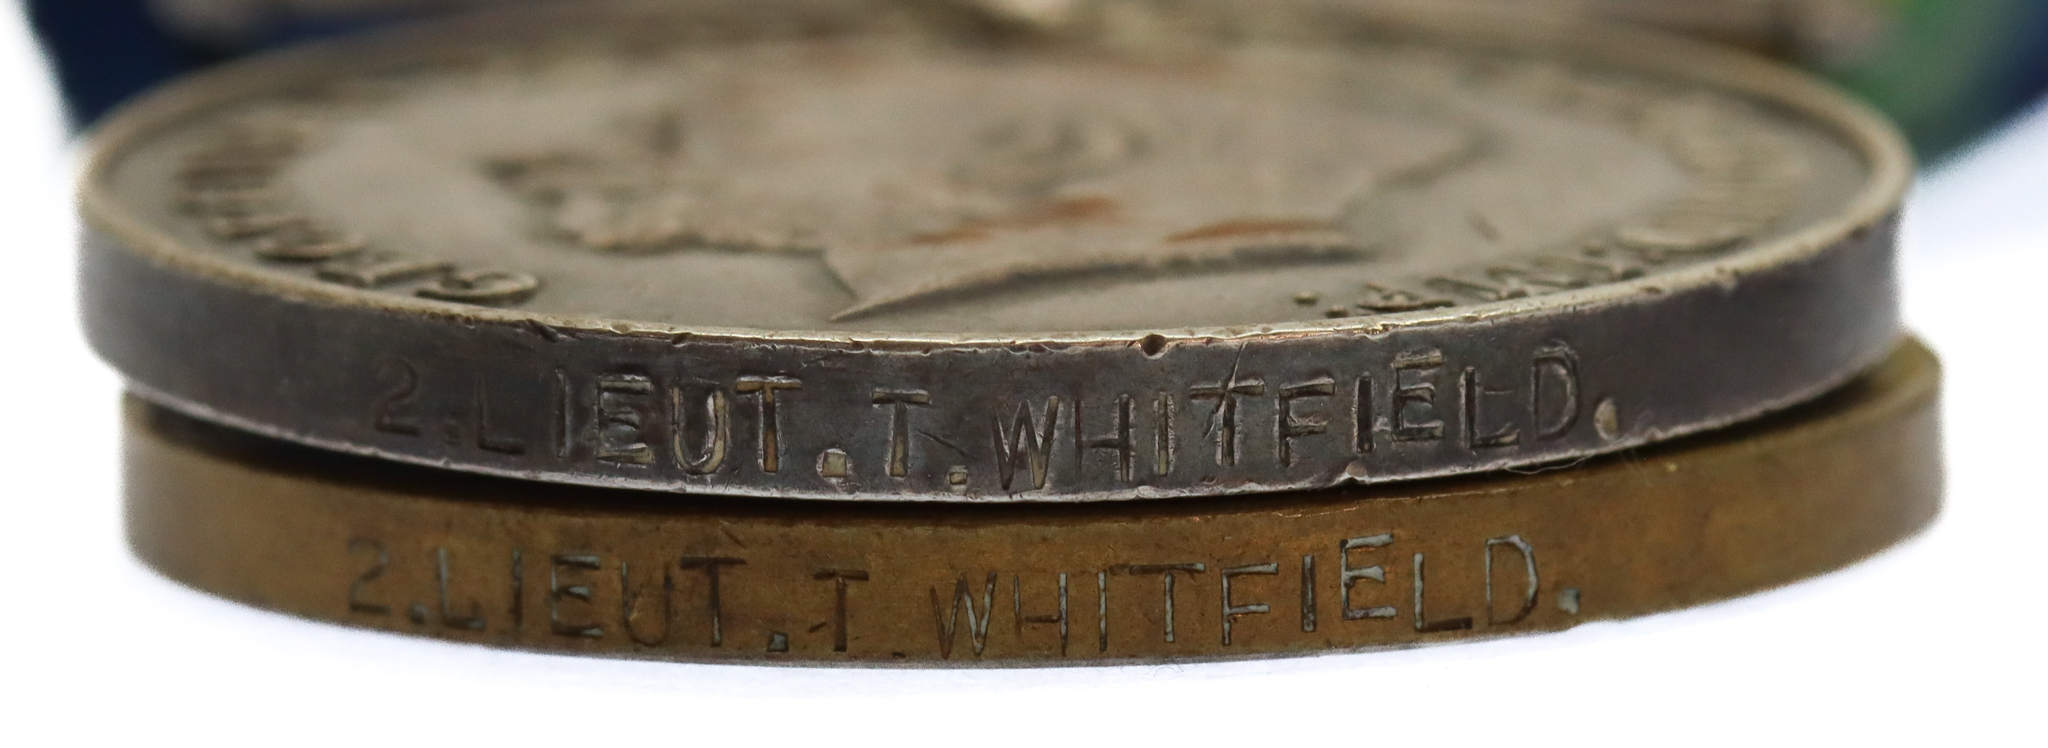 2.LIEUT.T.WHITFIELD.
2.LIEUT.T WHITFIELD.